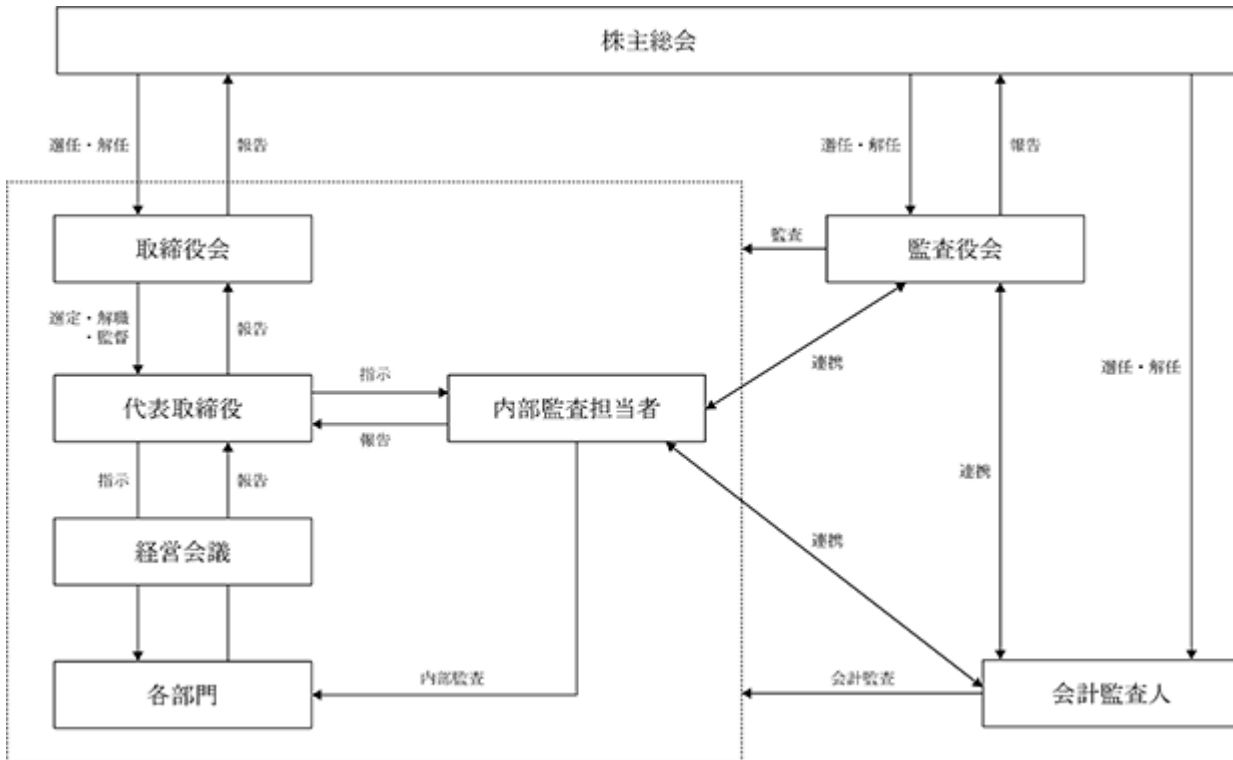 株主総会
選任・解任
報告
選任・解任
報告
取締役会
監査
監査役会
選定・解職
・監督
報告
指示
連携
選任・解任
代表取締役
内部監査担当者
報告
指示
報告
連携
経営会議
連携
内部監査
会計監査
各部門
会計監査人